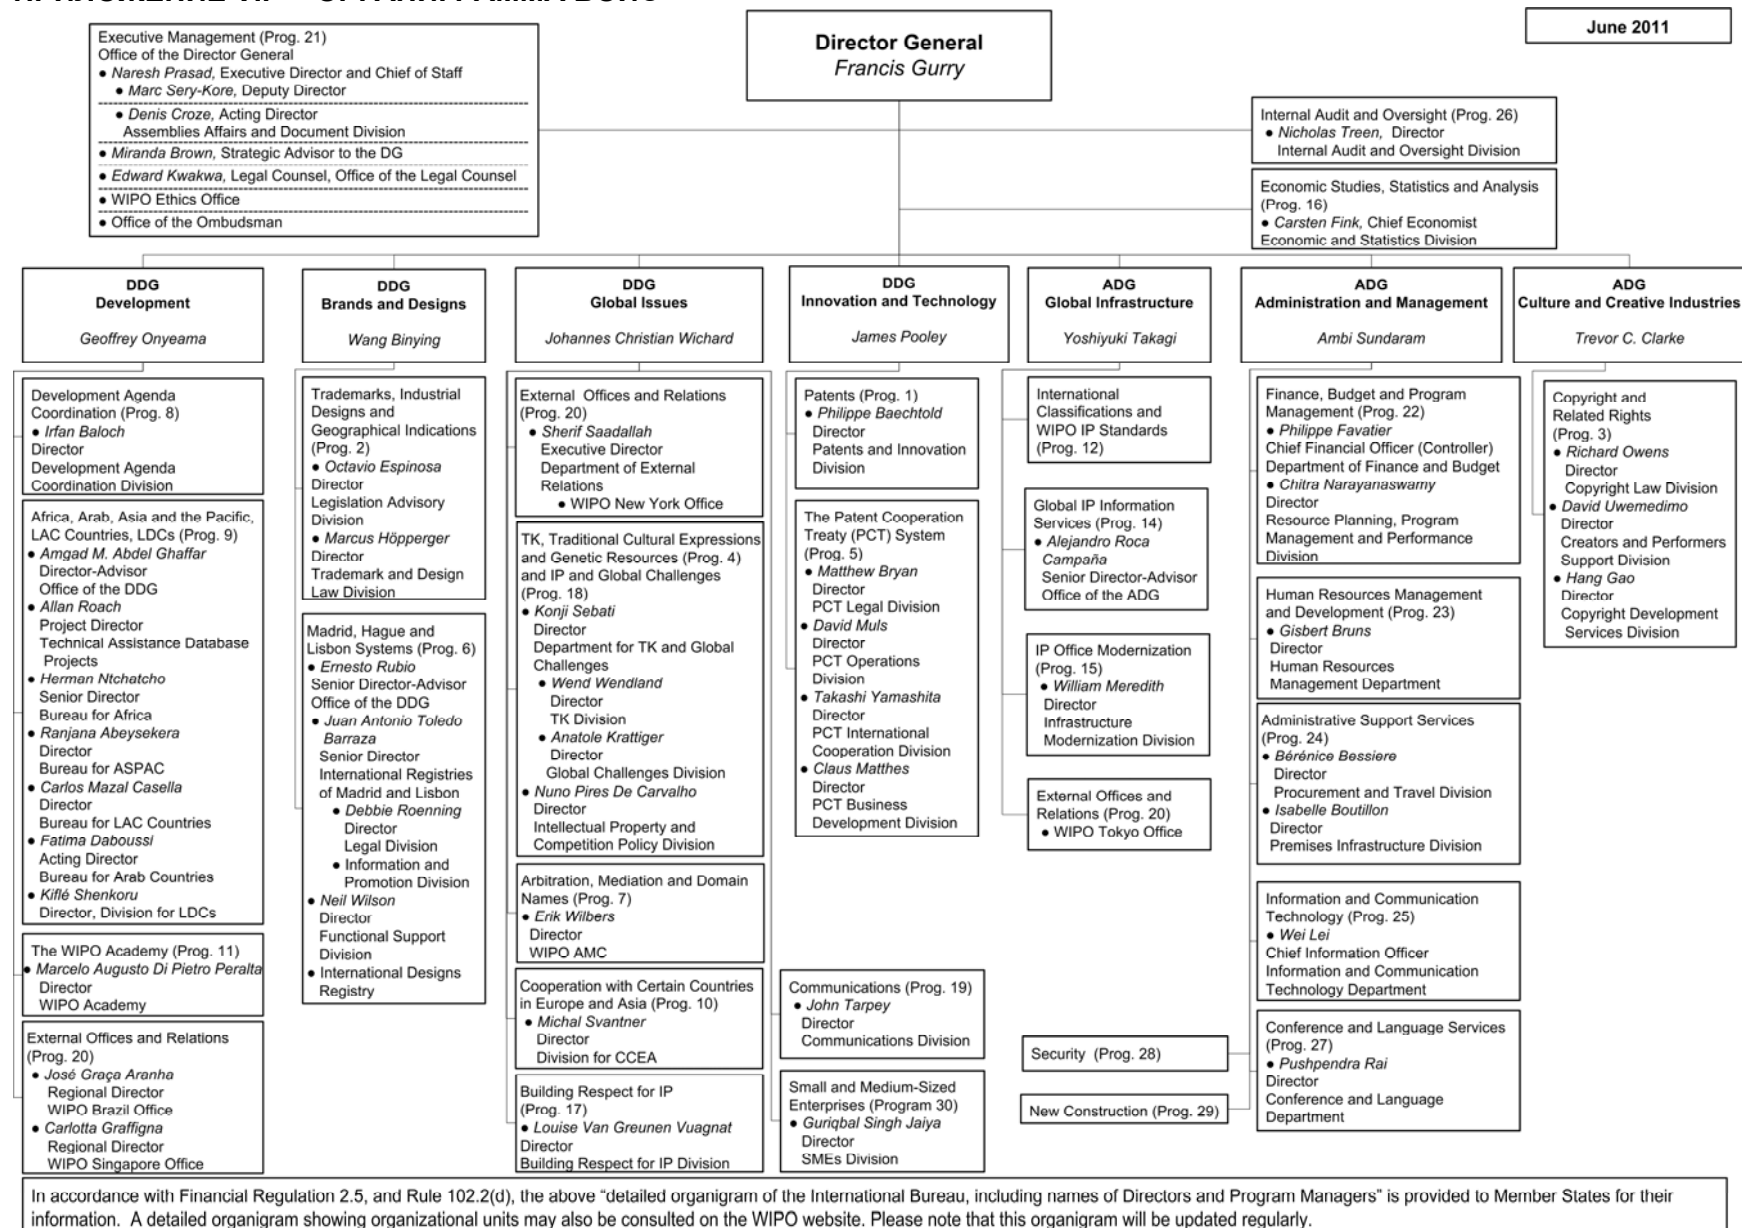 Director General
Francis Gurry
June 2011
Executive Management (Prog. 21)
Office of the Director General
● Naresh Prasad, Executive Director and Chief of Staff
● Marc Sery-Kore, Deputy Director
● Denis Croze, Acting Director
Assemblies Affairs and Document Division
● Miranda Brown, Strategic Advisor to the DG
● Edward Kwakwa, Legal Counsel, Office of the Legal Counsel
● WIPO Ethics Office
● Office of the Ombudsman
Internal Audit and Oversight (Prog. 26)
● Nicholas Treen, Director
Internal Audit and Oversight Division
Economic Studies, Statistics and Analysis
(Prog. 16)
● Carsten Fink, Chief Economist
Economic and Statistics Division
DDG
Development
Geoffrey Onyeama
DDG
Brands and Designs
Wang Binying
DDG
Global Issues
Johannes Christian Wichard
DDG
Innovation and Technology
James Pooley
ADG
Global Infrastructure
Yoshiyuki Takagi
ADG
Administration and Management
Ambi Sundaram
ADG
Culture and Creative Industries
Trevor C. Clarke
Development Agenda
Coordination (Prog. 8)
● Irfan Baloch
Director
Development Agenda
Coordination Division
Africa, Arab, Asia and the Pacific,
LAC Countries, LDCs (Prog. 9)
● Amgad M. Abdel Ghaffar
Director-Advisor
Office of the DDG
● Allan Roach
Project Director
Technical Assistance Database
Projects
● Herman Ntchatcho
Senior Director
Bureau for Africa
● Ranjana Abeysekera
Director
Bureau for ASPAC
● Carlos Mazal Casella
Director
Bureau for LAC Countries
● Fatima Daboussi
Acting Director
Bureau for Arab Countries
● Kiflé Shenkoru
Director, Division for LDCs
The WIPO Academy (Prog. 11)
● Marcelo Augusto Di Pietro Peralta
Director
WIPO Academy
External Offices and Relations
(Prog. 20)
● José Graça Aranha
Regional Director
WIPO Brazil Office
● Carlotta Graffigna
Regional Director
WIPO Singapore Office
Trademarks, Industrial
Designs and
Geographical Indications
(Prog. 2)
● Octavio Espinosa
Director
Legislation Advisory
Division
● Marcus Höpperger
Director
Trademark and Design
Law Division
Madrid, Hague and
Lisbon Systems (Prog. 6)
● Ernesto Rubio
Senior Director-Advisor
Office of the DDG
● Juan Antonio Toledo
Barraza
Senior Director
International Registries
of Madrid and Lisbon
● Debbie Roenning
Director
Legal Division
● Information and
Promotion Division
● Neil Wilson
Director
Functional Support
Division
● International Designs
Registry
External Offices and Relations
(Prog. 20)
● Sherif Saadallah
Executive Director
Department of External
Relations
● WIPO New York Office
TK, Traditional Cultural Expressions
and Genetic Resources (Prog. 4)
and IP and Global Challenges
(Prog. 18)
● Konji Sebati
Director
Department for TK and Global
Challenges
● Wend Wendland
Director
TK Division
● Anatole Krattiger
Director
Global Challenges Division
● Nuno Pires De Carvalho
Director
Intellectual Property and
Competition Policy Division
Arbitration, Mediation and Domain
Names (Prog. 7)
● Erik Wilbers
Director
WIPO AMC
Cooperation with Certain Countries
in Europe and Asia (Prog. 10)
● Michal Svantner
Director
Division for CCEA
Building Respect for IP
(Prog. 17)
● Louise Van Greunen Vuagnat
Director
Building Respect for IP Division
Patents (Prog. 1)
● Philippe Baechtold
Director
Patents and Innovation
Division
The Patent Cooperation
Treaty (PCT) System
(Prog. 5)
● Matthew Bryan
Director
PCT Legal Division
● David Muls
Director
PCT Operations
Division
● Takashi Yamashita
Director
PCT International
Cooperation Division
● Claus Matthes
Director
PCT Business
Development Division
Communications (Prog. 19)
● John Tarpey
Director
Communications Division
Small and Medium-Sized
Enterprises (Program 30)
● Guriqbal Singh Jaiya
Director
SMEs Division
International
Classifications and
WIPO IP Standards
(Prog. 12)
Global IP Information
Services (Prog. 14)
● Alejandro Roca
Campaña
Senior Director-Advisor
Office of the ADG
IP Office Modernization
(Prog. 15)
● William Meredith
Director
Infrastructure
Modernization Division
External Offices and
Relations (Prog. 20)
● WIPO Tokyo Office
Security (Prog. 28)
New Construction (Prog. 29)
Finance, Budget and Program
Management (Prog. 22)
● Philippe Favatier
Chief Financial Officer (Controller)
Department of Finance and Budget
● Chitra Narayanaswamy
Director
Resource Planning, Program
Management and Performance
Division
Human Resources Management
and Development (Prog. 23)
● Gisbert Bruns
Director
Human Resources
Management Department
Administrative Support Services
(Prog. 24)
● Bérénice Bessiere
Director
Procurement and Travel Division
● Isabelle Boutillon
Director
Premises Infrastructure Division
Information and Communication
Technology (Prog. 25)
● Wei Lei
Chief Information Officer
Information and Communication
Technology Department
Conference and Language Services
(Prog. 27)
● Pushpendra Rai
Director
Conference and Language
Department
Copyright and
Related Rights
(Prog. 3)
● Richard Owens
Director
Copyright Law Division
● David Uwemedimo
Director
Creators and Performers
Support Division
● Hang Gao
Director
Copyright Development
Services Division
In accordance with Financial Regulation 2.5, and Rule 102.2(d), the above “detailed organigram of the International Bureau, including names of Directors and Program Managers” is provided to Member States for their
information. A detailed organigram showing organizational units may also be consulted on the WIPO website. Please note that this organigram will be updated regularly.